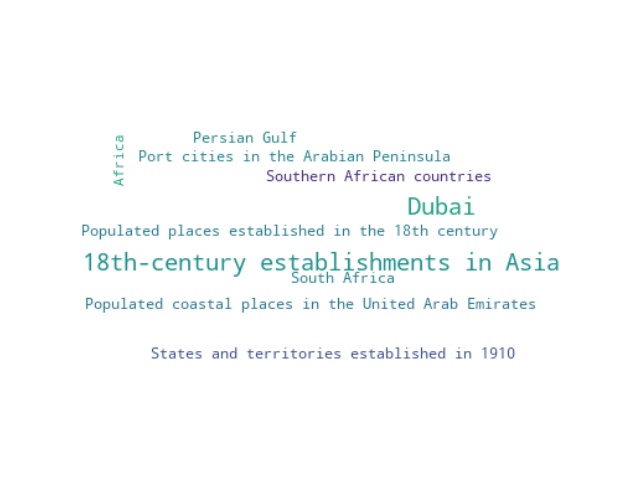 Africa
Persian Gulf
Port cities in the Arabian Peninsula
Southern African countries
Dubai
Populated places established in the 18th century
18th-century establishments in Asia
South Africa
Populated coastal places in the United Arab Emirates
States and territories established in 1910